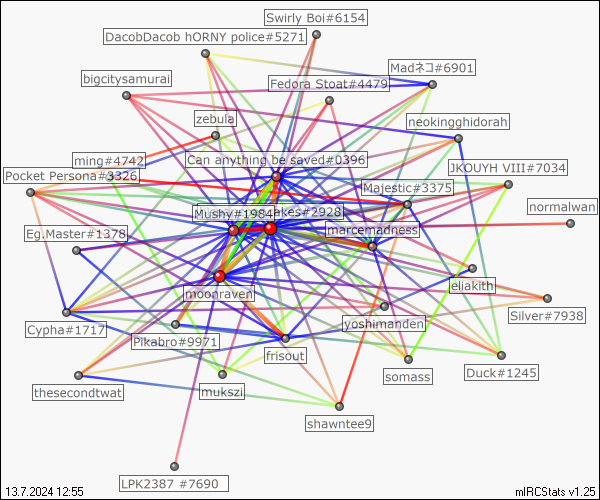 Swirly Boi#6154
DacobDacob hORNY police#5271
Madネコ#6901
bigcitysamurai
Fedora Stoat#4479
zebula
neokingghidorah
ming#4742
Can anything be saved#0396
Pocket Persona#3326
JKOUYH VIII#7034
Majestic#3375
normalwan
Mushy#1984
akes#2928
Eg.Master#1378
marcemadness
eliakith
moonraven
Silver#7938
Cypha#1717
yoshimanden
Pikabro#9971
frisout
somass
Duck#1245
thesecondtwat
mukszi
shawntee9
LPK2387 #7690
13.7.2024 12:55
mIRCStats v1.25